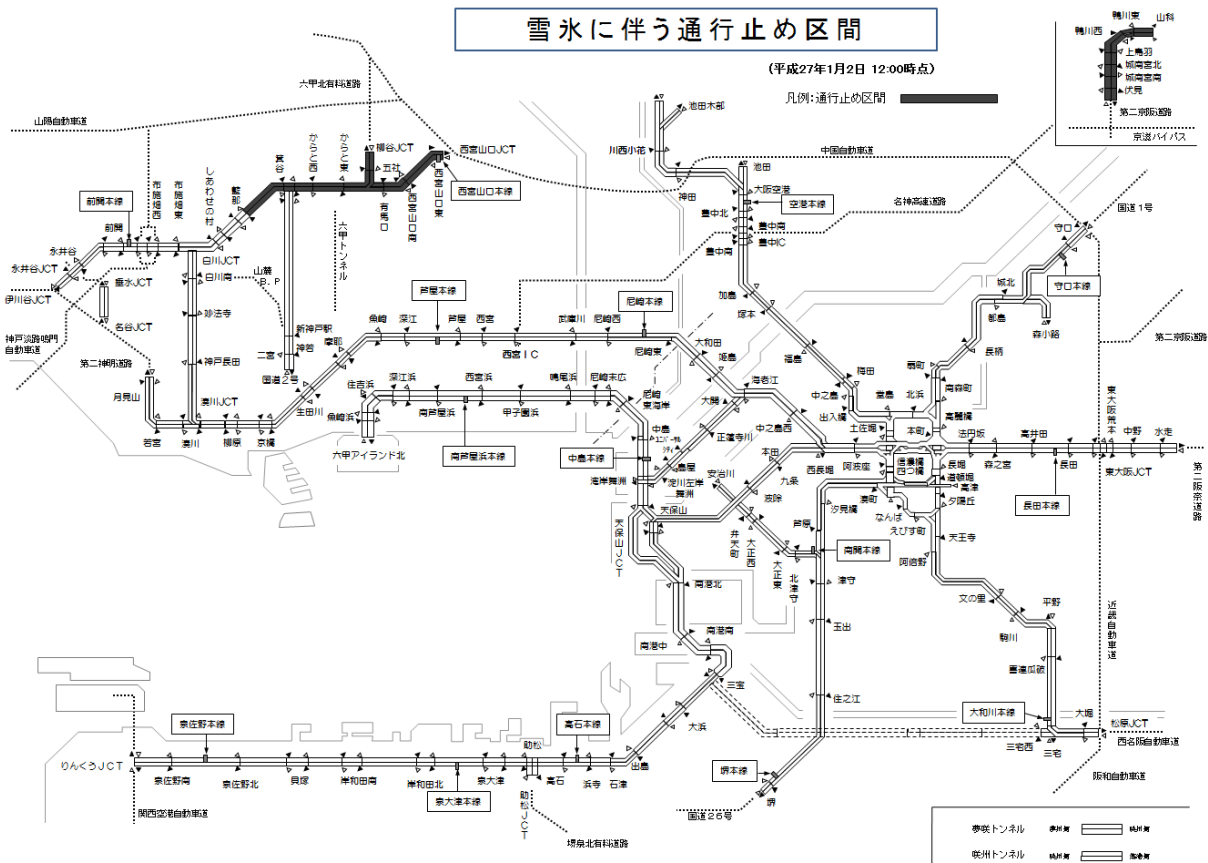 雪氷に伴う通行止め区間
(平成27年1月2日 12:00時点)
凡例:通行止め区間
鴨川東
山科
鴨川西
上鳥羽
城南宮北
城南宮南
伏見
第二京阪道路
京滋バイパス
六甲北有料道路
山陽自動車道
池田木部
川西小花
中国自動車道
池田
大阪空港
空港本線
神田
豊中北
豊中南
豊中IC
豊中南
名神高速道路
国道1号
守口
守口本線
からと東
からと西
箕谷
柳谷JCT
五社
西宮山口JCT
西宮山口東
西宮山口本線
西宮山口南
有馬口
藍那
しあわせの村
布施畑東
布施畑西
前開本線
前開
永井谷
永井谷JCT
伊川谷JCT
白川JCT
白川南
垂水JCT
名谷JCT
妙法寺
神戸長田
山麓B.P
六甲トンネル
神戸淡路鳴門自動車道
第二神明道路
月見山
若宮
湊川
湊川JCT
柳原
京橋
生田川
摩耶
新神戸駅
神若
二宮
国道2号
魚崎
深江
芦屋本線
芦屋
西宮
西宮IC
武庫川
尼崎西
尼崎本線
尼崎東
大和田
姫島
海老江
大開
正蓮寺川
中之島西
加島
塚本
福島
梅田
中之島
出入橋
堂島
北浜
土佐堀
本町
扇町
南森町
高麗橋
長柄
都島
城北
森小路
第二京阪道路
住吉浜
魚崎浜
六甲アイランド北
深江浜
南芦屋浜
西宮浜
南芦屋浜本線
甲子園浜
鳴尾浜
尼崎末広
尼崎東海岸
中島
中島本線
ユニバーサルシティ
島屋
湾岸舞洲
淀川左岸舞洲
安治川
本田
九条
波除
西長堀
阿波座
信濃橋
四つ橋
長堀
道頓堀
高津
夕陽丘
湊町
なんば
えびす町
天王寺
阿倍野
法円坂
森之宮
高井田
長田
長田本線
東大阪荒本
中野
水走
東大阪JCT
第二阪奈道路
近畿自動車道
天保山
天保山JCT
弁天町
大正西
大正東
北津守
芦原
汐見橋
南開本線
津守
玉出
住之江
南港北
南港南
南港中
三宝
大浜
出島
石津
浜寺
高石
高石本線
助松
助松JCT
泉大津
泉大津本線
岸和田北
岸和田南
貝塚
泉佐野北
泉佐野本線
泉佐野南
りんくうJCT
関西空港自動車道
堺泉北有料道路
国道26号
堺
堺本線
文の里
駒川
平野
喜連瓜破
大和川本線
三宅西
三宅
大堀
松原JCT
西名阪自動車道
阪和自動車道
夢咲トンネル
咲洲トンネル